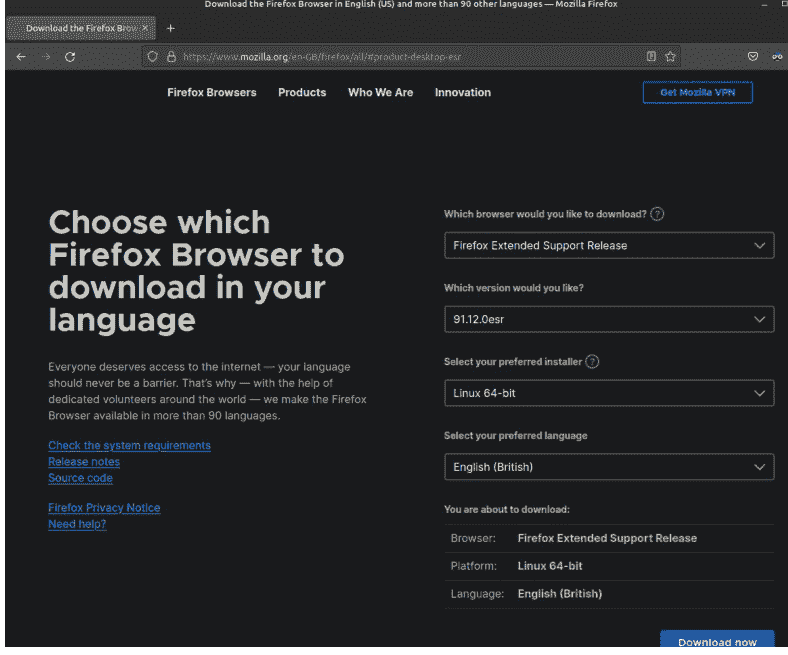 Download the Firefox Browser in English (US) and more than 90 other languages — Mozilla Firefox
Download the Firefox Brow
https://www.mozilla.org/en-GB/firefox/all/#product-desktop-esr
Firefox Browsers Products Who We Are Innovation Get Mozilla VPN
Choose which
Firefox Browser to
download in your
language
Everyone deserves access to the internet — your language
should never be a barrier. That's why — with the help of
dedicated volunteers around the world — we make the Firefox
Browser available in more than 90 languages.
Check the system requirements
Release notes
Source code
Firefox Privacy Notice
Need help?
Which browser would you like to download? ?
Firefox Extended Support Release
Which version would you like?
91.12.0esr
Select your preferred installer ?
Linux 64-bit
Select your preferred language
English (British)
You are about to download:
Browser: Firefox Extended Support Release
Platform: Linux 64-bit
Language: English (British)
Download now